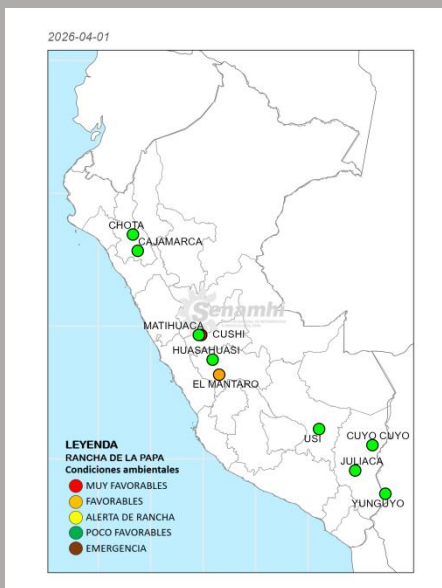 2026-04-01
CHOTA
CAJAMARCA
Senamhi
MATIHUACA
CUSHI
HUASAHUASI
EL MANTARO
USI
CUYO CUYO
JULIACA
YUNGUYO
LEYENDA
RANCHA DE LA PAPA
Condiciones ambientales
MUY FAVORABLES
FAVORABLES
ALERTA DE RANCHA
POCO FAVORABLES
EMERGENCIA